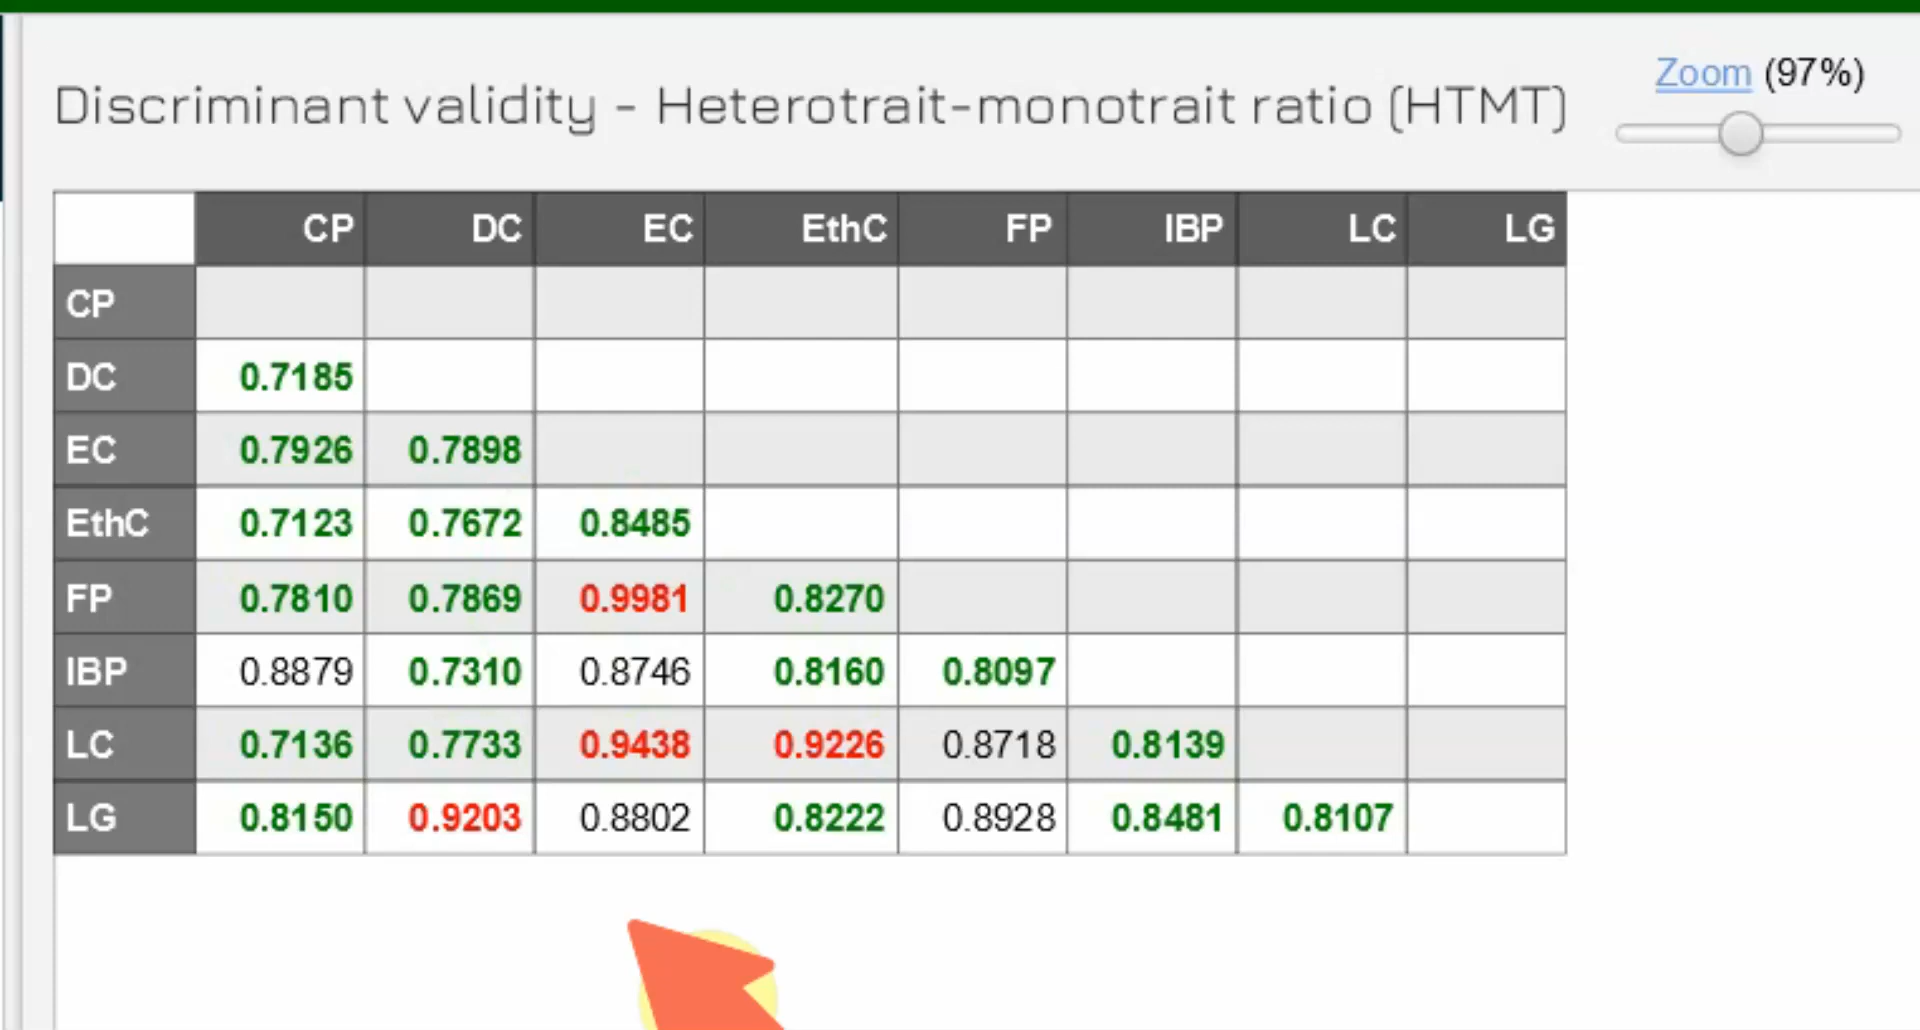 Zoom (97%)
Discriminant validity - Heterotrait-monotrait ratio (HTMT)
CP DC EC EthC FP IBP LC LG
CP
DC 0.7185
EC 0.7926 0.7898
EthC 0.7123 0.7672 0.8485
FP 0.7810 0.7869 0.9981 0.8270
IBP 0.8879 0.7310 0.8746 0.8160 0.8097
LC 0.7136 0.7733 0.9438 0.9226 0.8718 0.8139
LG 0.8150 0.9203 0.8802 0.8222 0.8928 0.8481 0.8107